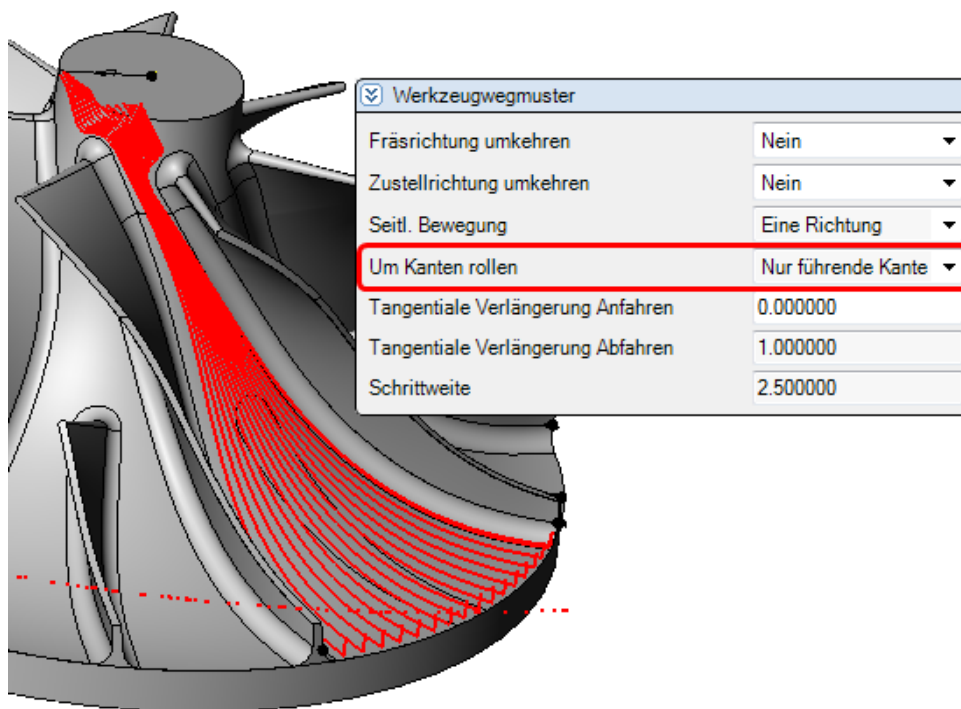 Werkzeugwegmuster
Fräsrichtung umkehren Nein
Zustellrichtung umkehren Nein
Seitl. Bewegung Eine Richtung
Um Kanten rollen Nur führende Kante
Tangentiale Verlängerung Anfahren 0.000000
Tangentiale Verlängerung Abfahren 1.000000
Schrittweite 2.500000